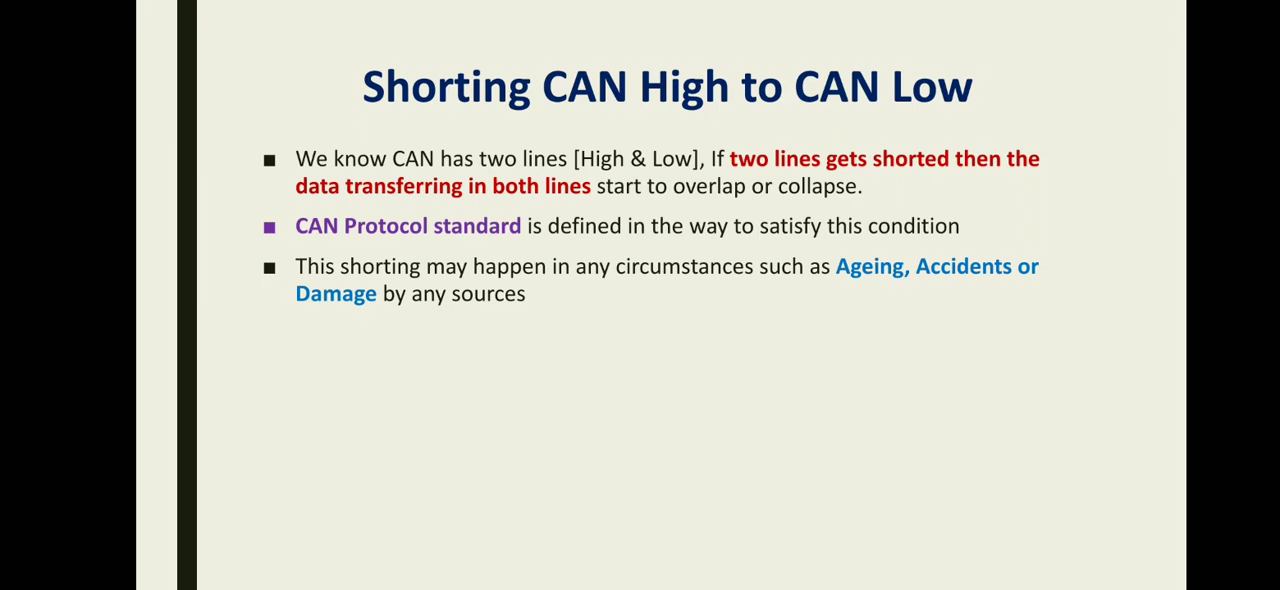 Shorting CAN High to CAN Low
▪ We know CAN has two lines [High & Low], If two lines gets shorted then the
data transferring in both lines start to overlap or collapse.
▪ CAN Protocol standard is defined in the way to satisfy this condition
▪ This shorting may happen in any circumstances such as Ageing, Accidents or
Damage by any sources